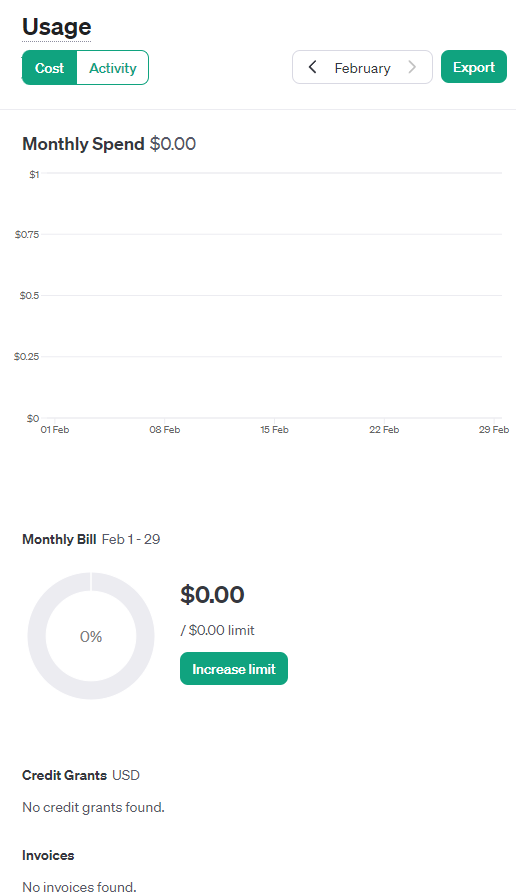 Usage
Cost Activity February Export
Monthly Spend $0.00
$1
$0.75
$0.5
$0.25
$0
01 Feb 08 Feb 15 Feb 22 Feb 29 Feb
Monthly Bill Feb 1 - 29
0%
$0.00
/ $0.00 limit
Increase limit
Credit Grants USD
No credit grants found.
Invoices
No invoices found.